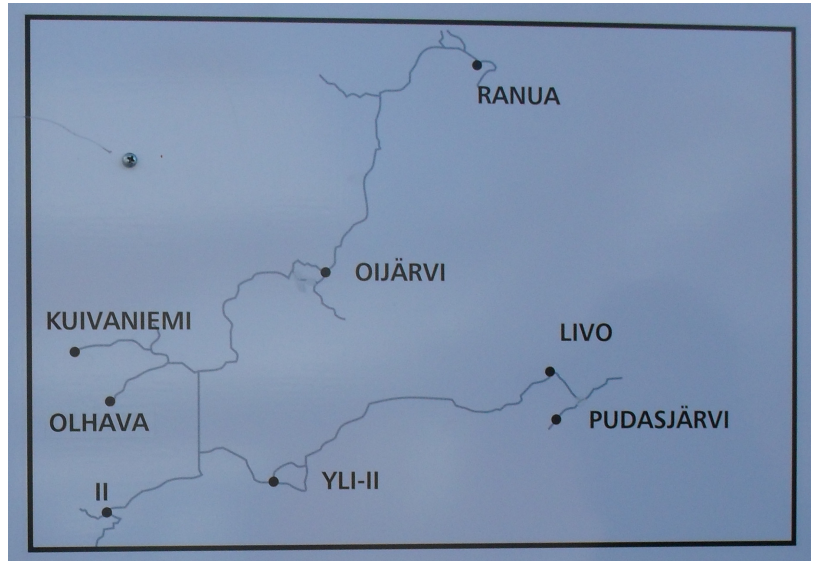 RANUA
OIJÄRVI
KUIVANIEMI
LIVO
OLHAVA
PUDASJÄRVI
YLI-II
II